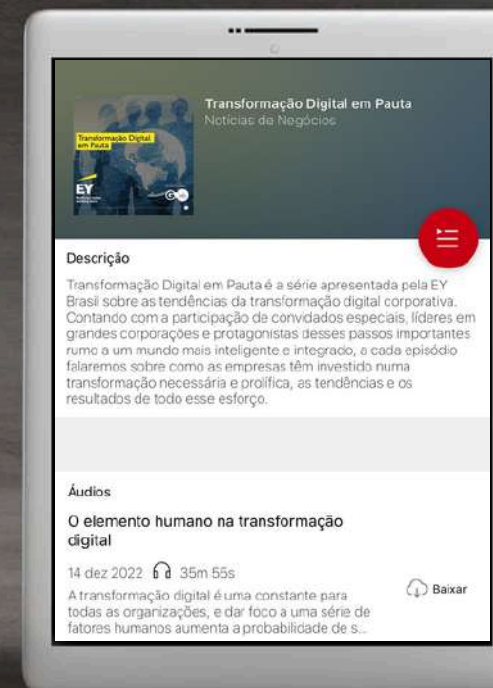 Transformação Digital em Pauta
Notícias de Negócios
Transformação Digital
em Pauta
EY
Descrição
Transformação Digital em Pauta é a série apresentada pela EY
Brasil sobre as tendências da transformação digital corporativa.
Contando com a participação de convidados especiais, líderes em
grandes corporações e protagonistas desses passos importantes
rumo a um mundo mais inteligente e integrado, a cada episódio
falaremos sobre como as empresas têm investido numa
transformação necessária e prolífica, as tendências e os
resultados de todo esse esforço.
Áudios
O elemento humano na transformação
digital
14 dez 2022 35m 55s
Baixar
A transformação digital é uma constante para
todas as organizações, e dar foco a uma série de
fatores humanos aumenta a probabilidade de s...